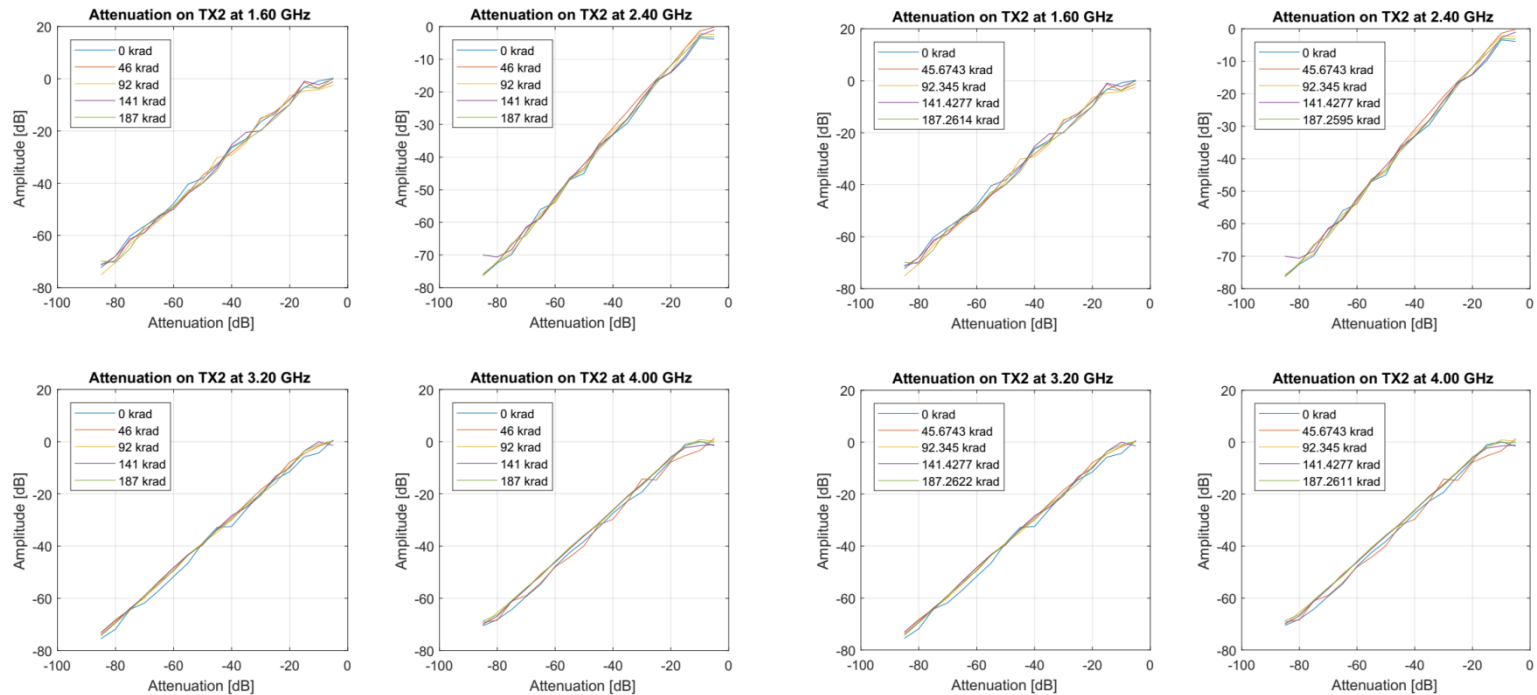 Attenuation on TX2 at 1.60 GHz
20
0
-20
-40
-60
-80
-100
-80
-60
-40
-20
0
Amplitude [dB]
Attenuation [dB]
0 krad
46 krad
92 krad
141 krad
187 krad
Attenuation on TX2 at 2.40 GHz
0
-10
-20
-30
-40
-50
-60
-70
-80
-100
-80
-60
-40
-20
0
Amplitude [dB]
Attenuation [dB]
0 krad
46 krad
92 krad
141 krad
187 krad
Attenuation on TX2 at 1.60 GHz
20
0
-20
-40
-60
-80
-100
-80
-60
-40
-20
0
Amplitude [dB]
Attenuation [dB]
0 krad
45.6743 krad
92.345 krad
141.4277 krad
187.2614 krad
Attenuation on TX2 at 2.40 GHz
0
-10
-20
-30
-40
-50
-60
-70
-80
-100
-80
-60
-40
-20
0
Amplitude [dB]
Attenuation [dB]
0 krad
45.6743 krad
92.345 krad
141.4277 krad
187.2595 krad
Attenuation on TX2 at 3.20 GHz
20
0
-20
-40
-60
-80
-100
-80
-60
-40
-20
0
Amplitude [dB]
Attenuation [dB]
0 krad
46 krad
92 krad
141 krad
187 krad
Attenuation on TX2 at 4.00 GHz
20
0
-20
-40
-60
-80
-100
-80
-60
-40
-20
0
Amplitude [dB]
Attenuation [dB]
0 krad
46 krad
92 krad
141 krad
187 krad
Attenuation on TX2 at 3.20 GHz
20
0
-20
-40
-60
-80
-100
-80
-60
-40
-20
0
Amplitude [dB]
Attenuation [dB]
0 krad
45.6743 krad
92.345 krad
141.4277 krad
187.2622 krad
Attenuation on TX2 at 4.00 GHz
20
0
-20
-40
-60
-80
-100
-80
-60
-40
-20
0
Amplitude [dB]
Attenuation [dB]
0 krad
45.6743 krad
92.345 krad
141.4277 krad
187.2611 krad